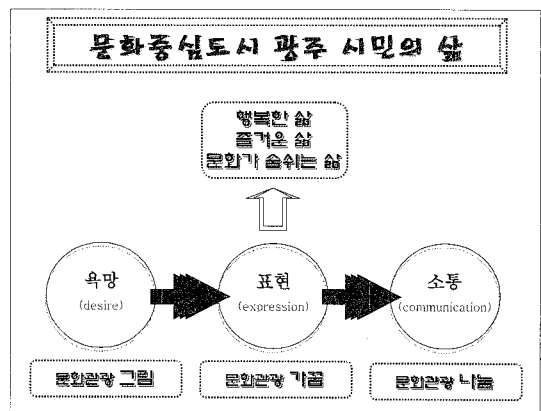 문화중심도시 광주 시민의 삶
행복한 삶
즐거운 삶
문화가 숨쉬는 삶
욕망
(desire)
표현
(expression)
소통
(communication)
문화관광 그림
문화관광 가꿈
문화관광 나눔